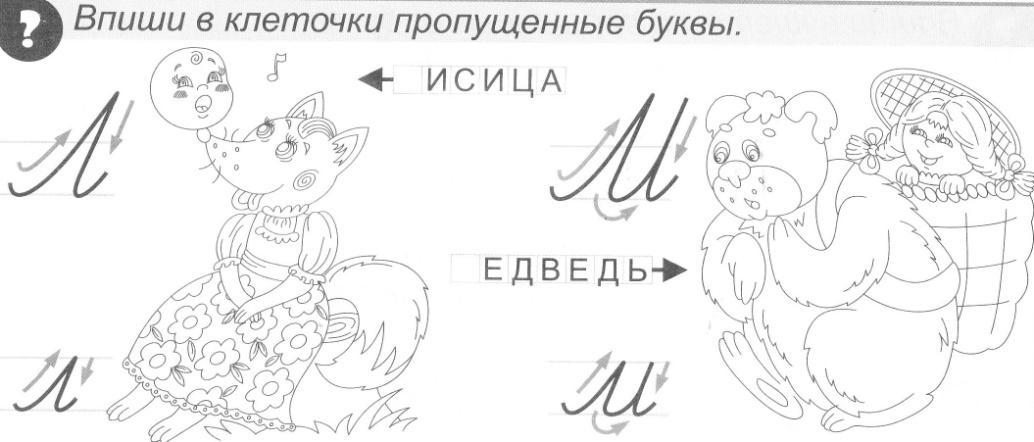 ?
Впиши в клеточки пропущенные буквы.
Л
ИСИЦА
М
ЕДВЕДЬ
л
м